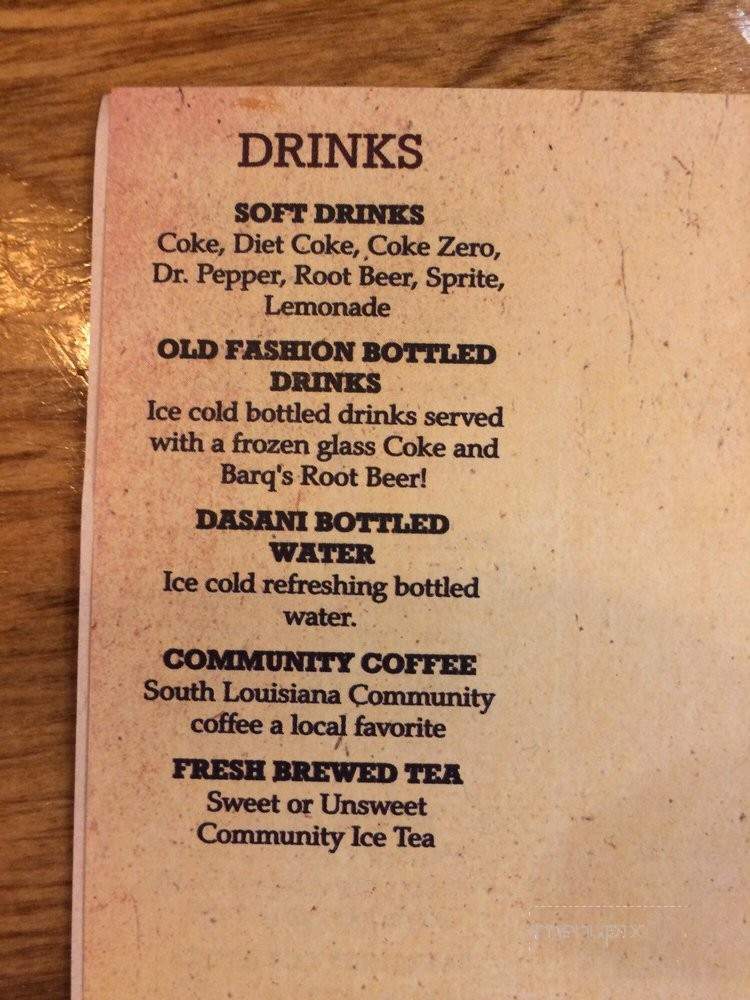 DRINKS
SOFT DRINKS
Coke, Diet Coke, Coke Zero,
Dr. Pepper, Root Beer, Sprite,
Lemonade
OLD FASHION BOTTLED
DRINKS
Ice cold bottled drinks served
with a frozen glass Coke and
Barq's Root Beer!
DASANI BOTTLED
WATER
Ice cold refreshing bottled
water.
COMMUNITY COFFEE
South Louisiana Community
coffee a local favorite
FRESH BREWED TEA
Sweet or Unsweet
Community Ice Tea
menupix